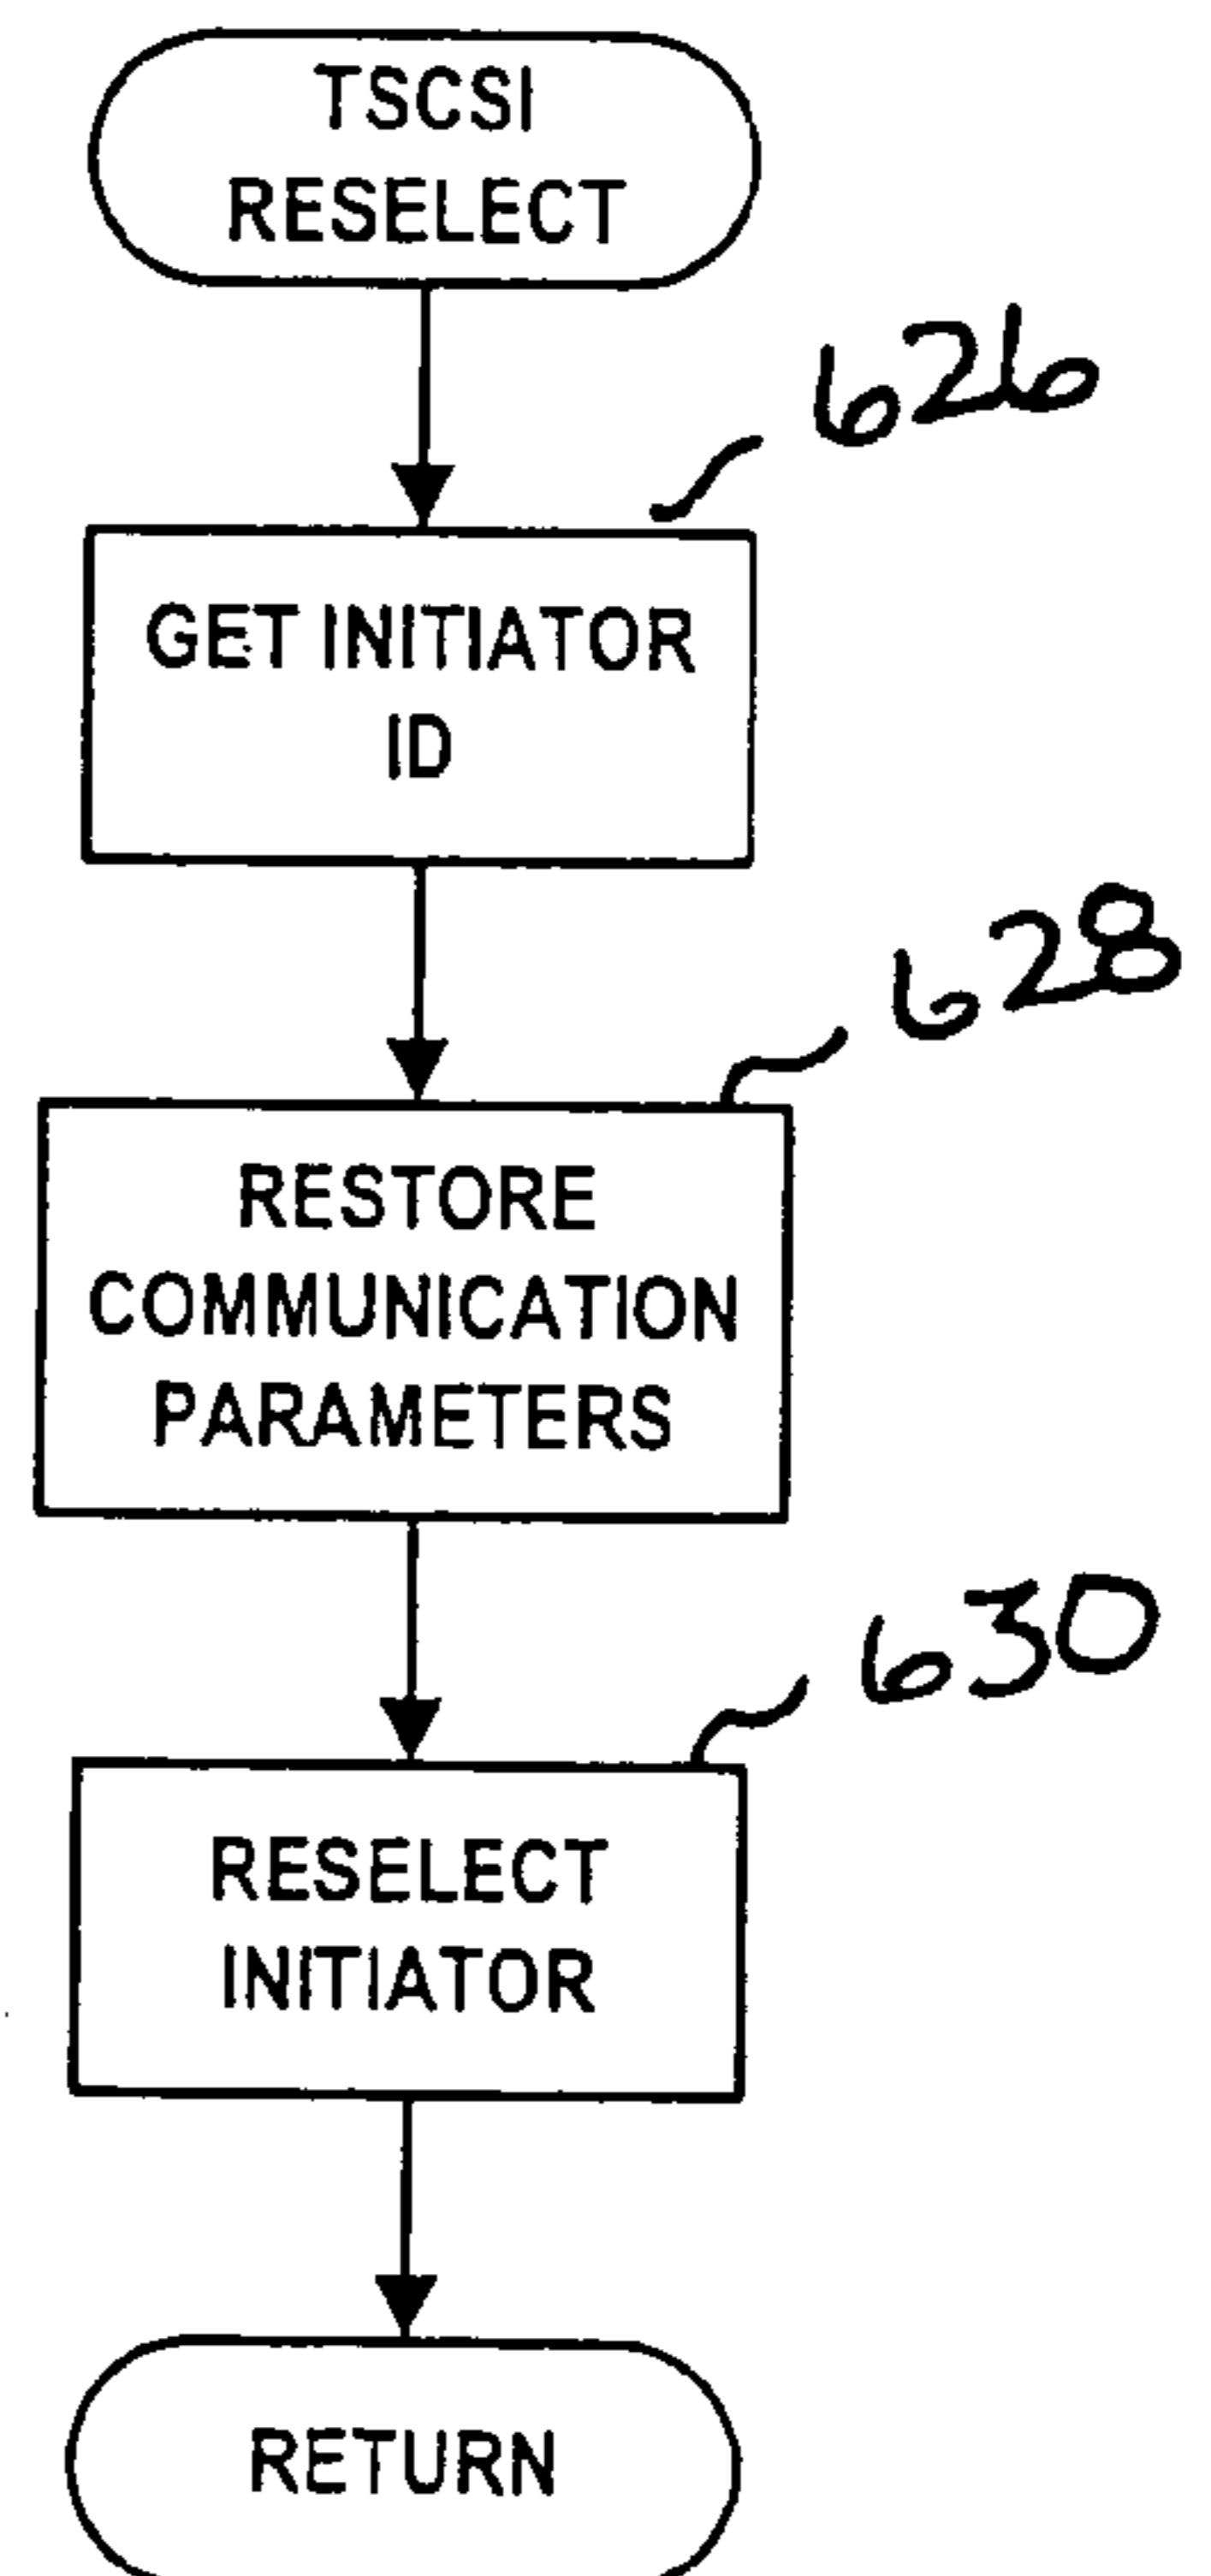 TSCSI
RESELECT
626
GET INITIATOR
ID
628
RESTORE
COMMUNICATION
PARAMETERS
630
RESELECT
INITIATOR
RETURN